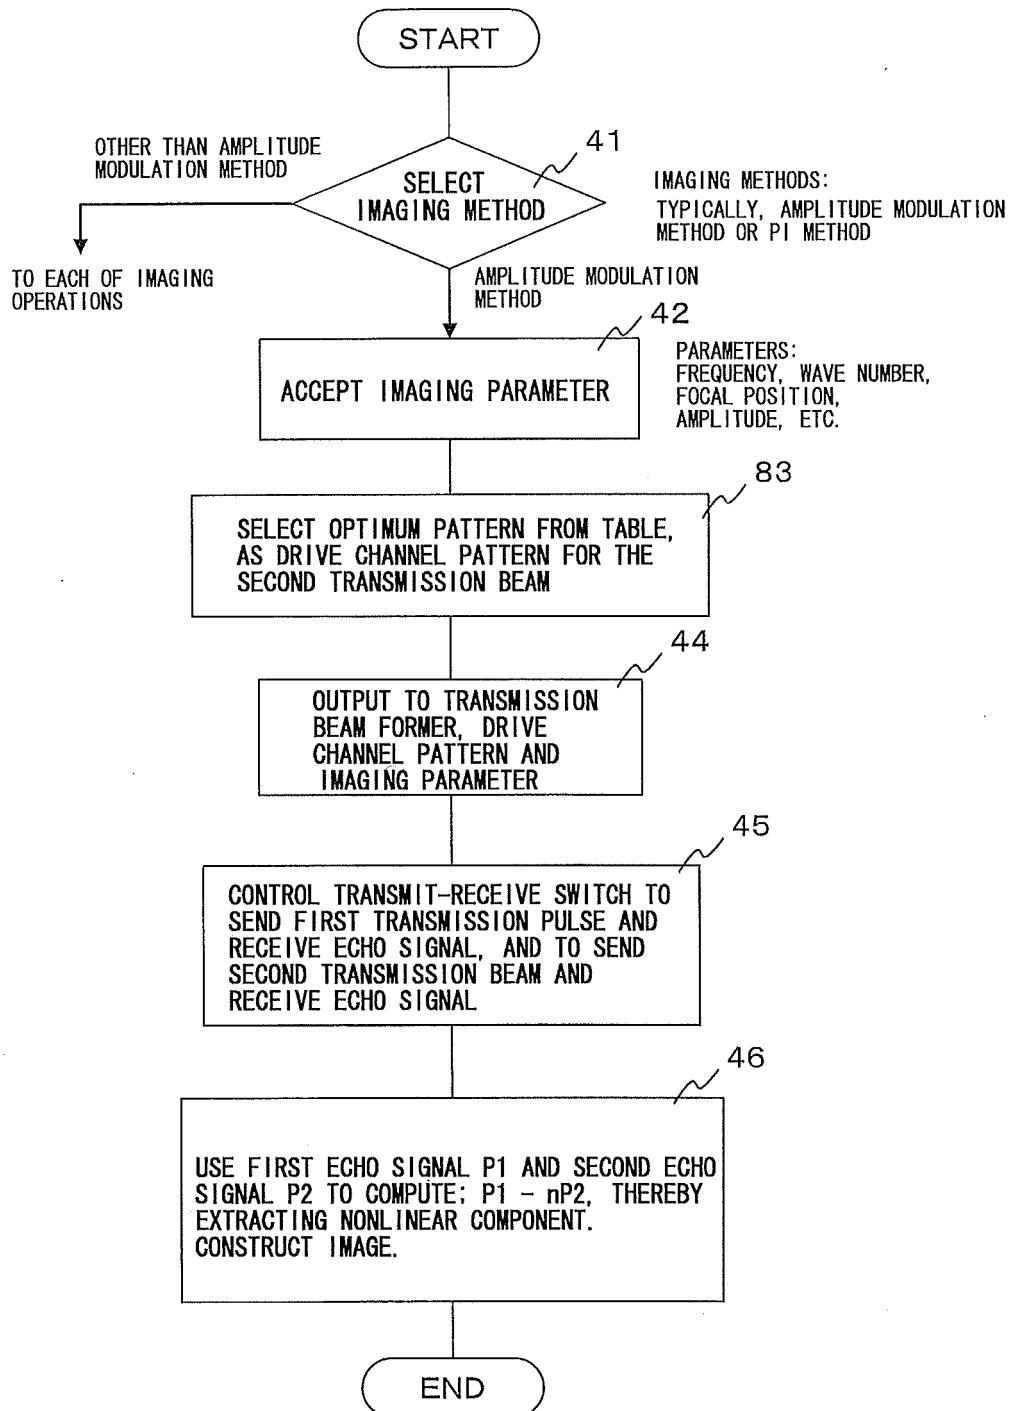 START
OTHER THAN AMPLITUDE
MODULATION METHOD
41
SELECT
IMAGING METHOD
IMAGING METHODS:
TYPICALLY, AMPLITUDE MODULATION
METHOD OR PI METHOD
TO EACH OF IMAGING
OPERATIONS
AMPLITUDE MODULATION
METHOD
42
ACCEPT IMAGING PARAMETER
PARAMETERS:
FREQUENCY, WAVE NUMBER,
FOCAL POSITION,
AMPLITUDE, ETC.
83
SELECT OPTIMUM PATTERN FROM TABLE,
AS DRIVE CHANNEL PATTERN FOR THE
SECOND TRANSMISSION BEAM
44
OUTPUT TO TRANSMISSION
BEAM FORMER, DRIVE
CHANNEL PATTERN AND
IMAGING PARAMETER
45
CONTROL TRANSMIT-RECEIVE SWITCH TO
SEND FIRST TRANSMISSION PULSE AND
RECEIVE ECHO SIGNAL, AND TO SEND
SECOND TRANSMISSION BEAM AND
RECEIVE ECHO SIGNAL
46
USE FIRST ECHO SIGNAL P1 AND SECOND ECHO
SIGNAL P2 TO COMPUTE; P1 - nP2, THEREBY
EXTRACTING NONLINEAR COMPONENT.
CONSTRUCT IMAGE.
END